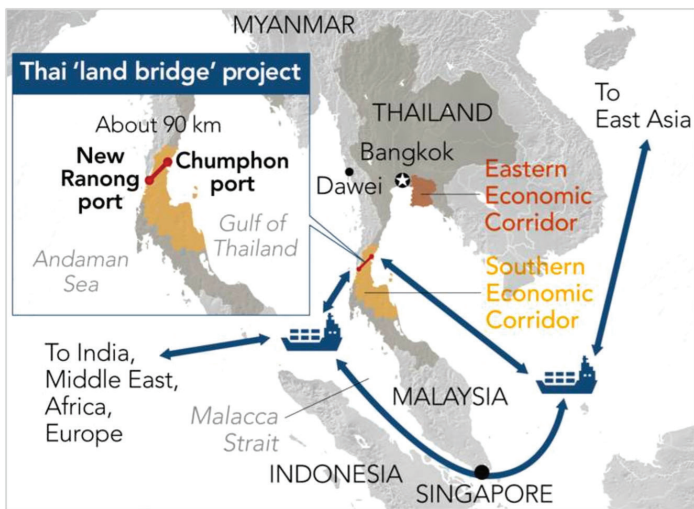 MYANMAR
Thai 'land bridge' project
About 90 km
New
Ranong
port
Chumphon
port
Gulf of
Thailand
Andaman
Sea
THAILAND
Bangkok
Dawei
Eastern
Economic
Corridor
Southern
Economic
Corridor
To
East Asia
To India,
Middle East,
Africa,
Europe
Malacca
Strait
MALAYSIA
INDONESIA
SINGAPORE